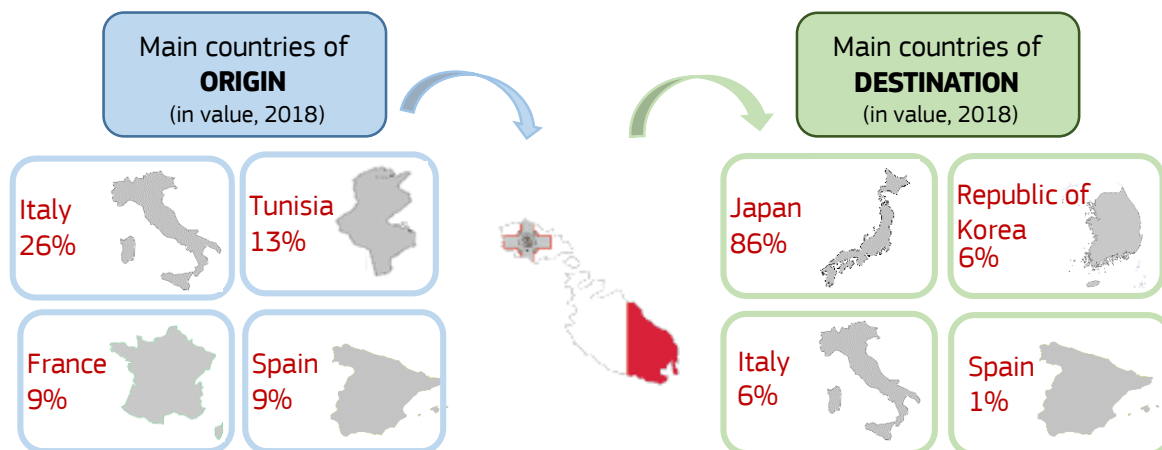 Main countries of
ORIGIN
(in value, 2018)
Main countries of
DESTINATION
(in value, 2018)
Italy
26%
Tunisia
13%
Japan
86%
Republic of
Korea
6%
France
9%
Spain
9%
Italy
6%
Spain
1%